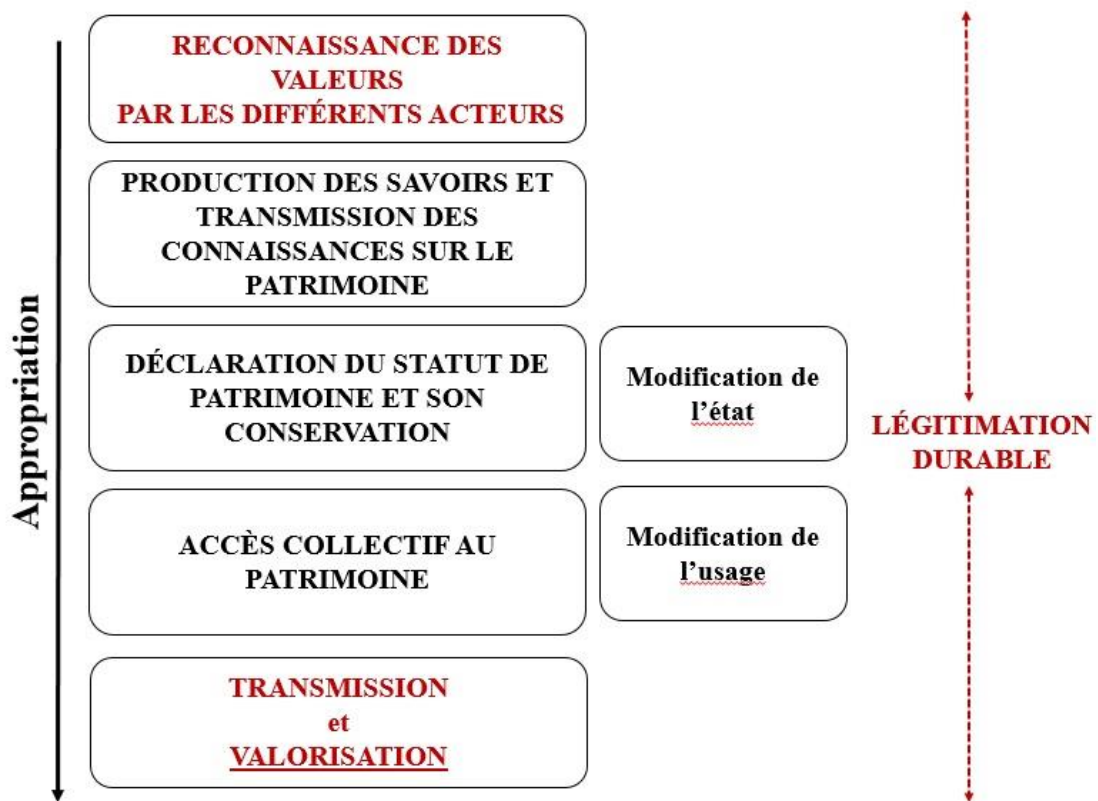 RECONNAISSANCE DES
VALEURS
PAR LES DIFFÉRENTS ACTEURS
PRODUCTION DES SAVOIRS ET
TRANSMISSION DES
CONNAISSANCES SUR LE
PATRIMOINE
Appropriation
DÉCLARATION DU STATUT DE
PATRIMOINE ET SON
CONSERVATION
Modification de
l’état
LÉGITIMATION
DURABLE
ACCÈS COLLECTIF AU
PATRIMOINE
Modification de
l’usage
TRANSMISSION
et
VALORISATION